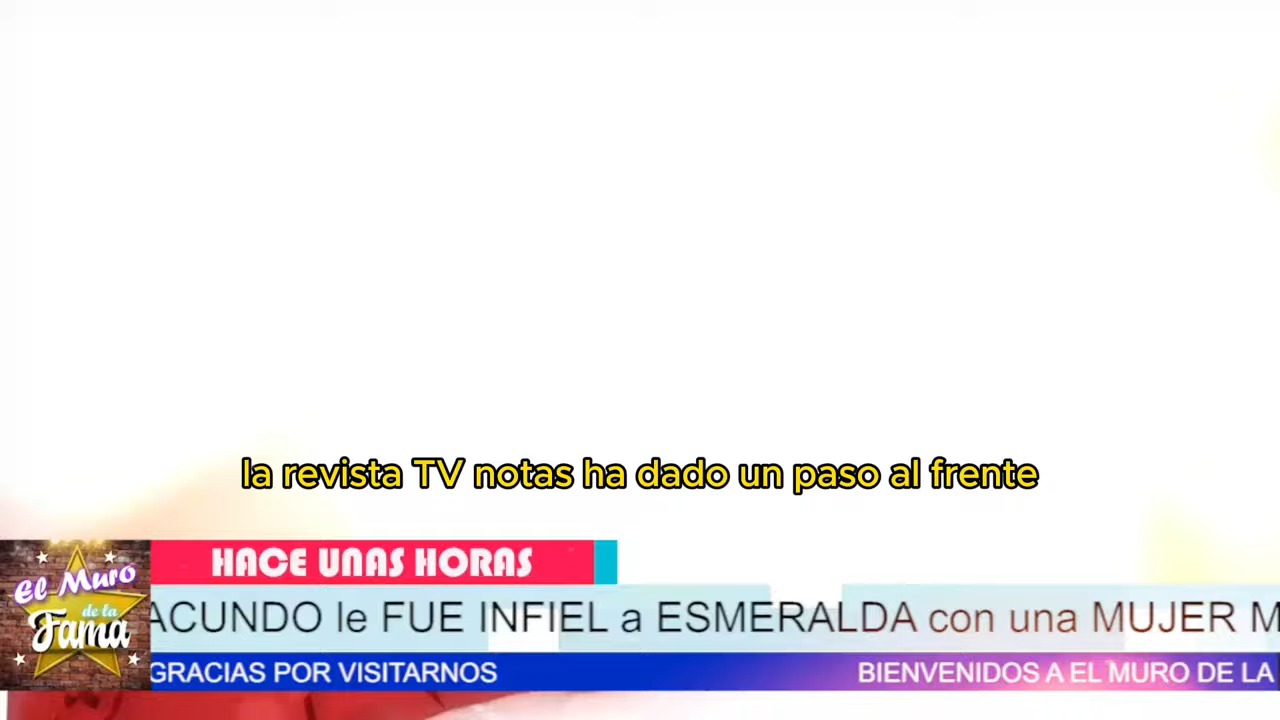 la revista TV notas ha dado un paso al frente
HACE UNAS HORAS
El Muro
de la
Fama
ACUNDO le FUE INFIEL a ESMERALDA con una MUJER M
GRACIAS POR VISITARNOS
BIENVENIDOS A EL MURO DE LA